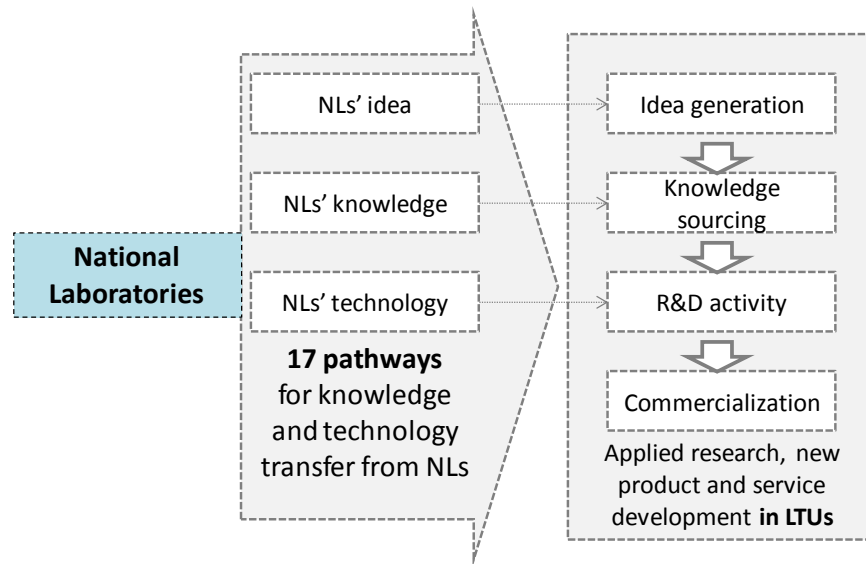 National
Laboratories
NLs' idea
NLs' knowledge
NLs' technology
17 pathways
for knowledge
and technology
transfer from NLs
Idea generation
Knowledge
sourcing
R&D activity
Commercialization
Applied research, new
product and service
development in LTUs